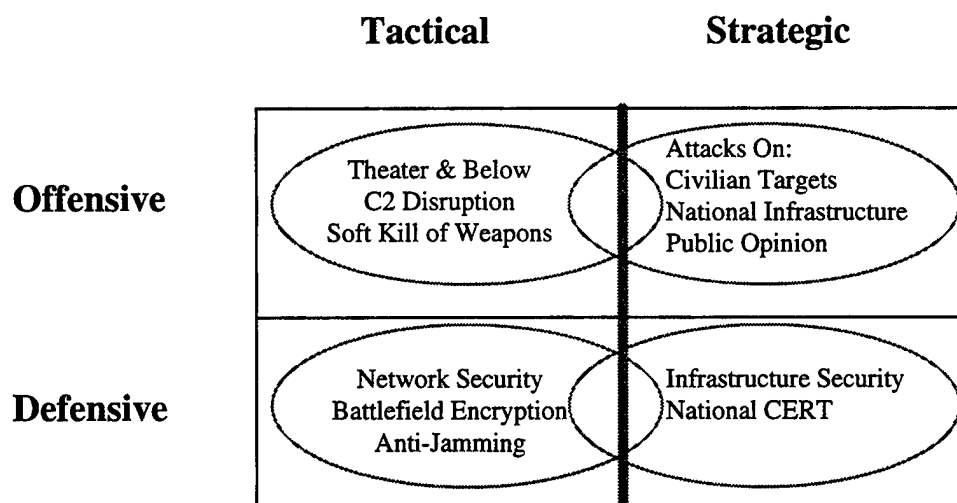 Tactical
Strategic
Offensive
Theater & Below
C2 Disruption
Soft Kill of Weapons
Attacks On:
Civilian Targets
National Infrastructure
Public Opinion
Defensive
Network Security
Battlefield Encryption
Anti-Jamming
Infrastructure Security
National CERT